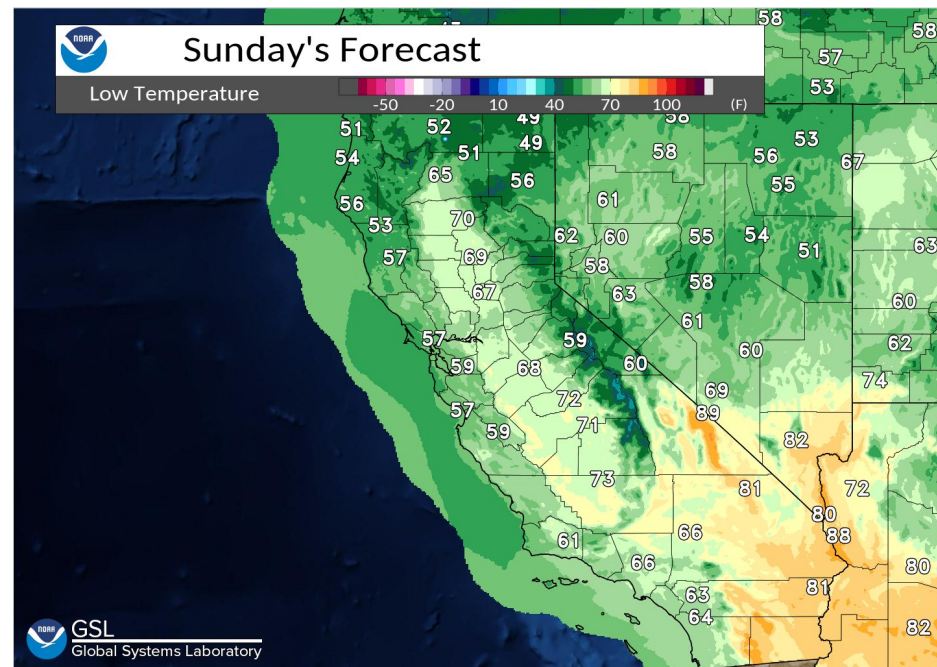 58
58
NOAA
Sunday's Forecast
57
Low Temperature
-50 -20 10 40 70 100 (F)
53
51 52 49 58 53
49
54 51 58 56 67
65 56 55
56 61
53 70
62 60 55 54 51 63
57 69 58
67 63 58 60
61
57 59 60 62
59 68 60 74
72 69
57 71 89
59 82
73 81 72
80
61 66 88
66 80
63 81
64
82
NOAA GSL
Global Systems Laboratory